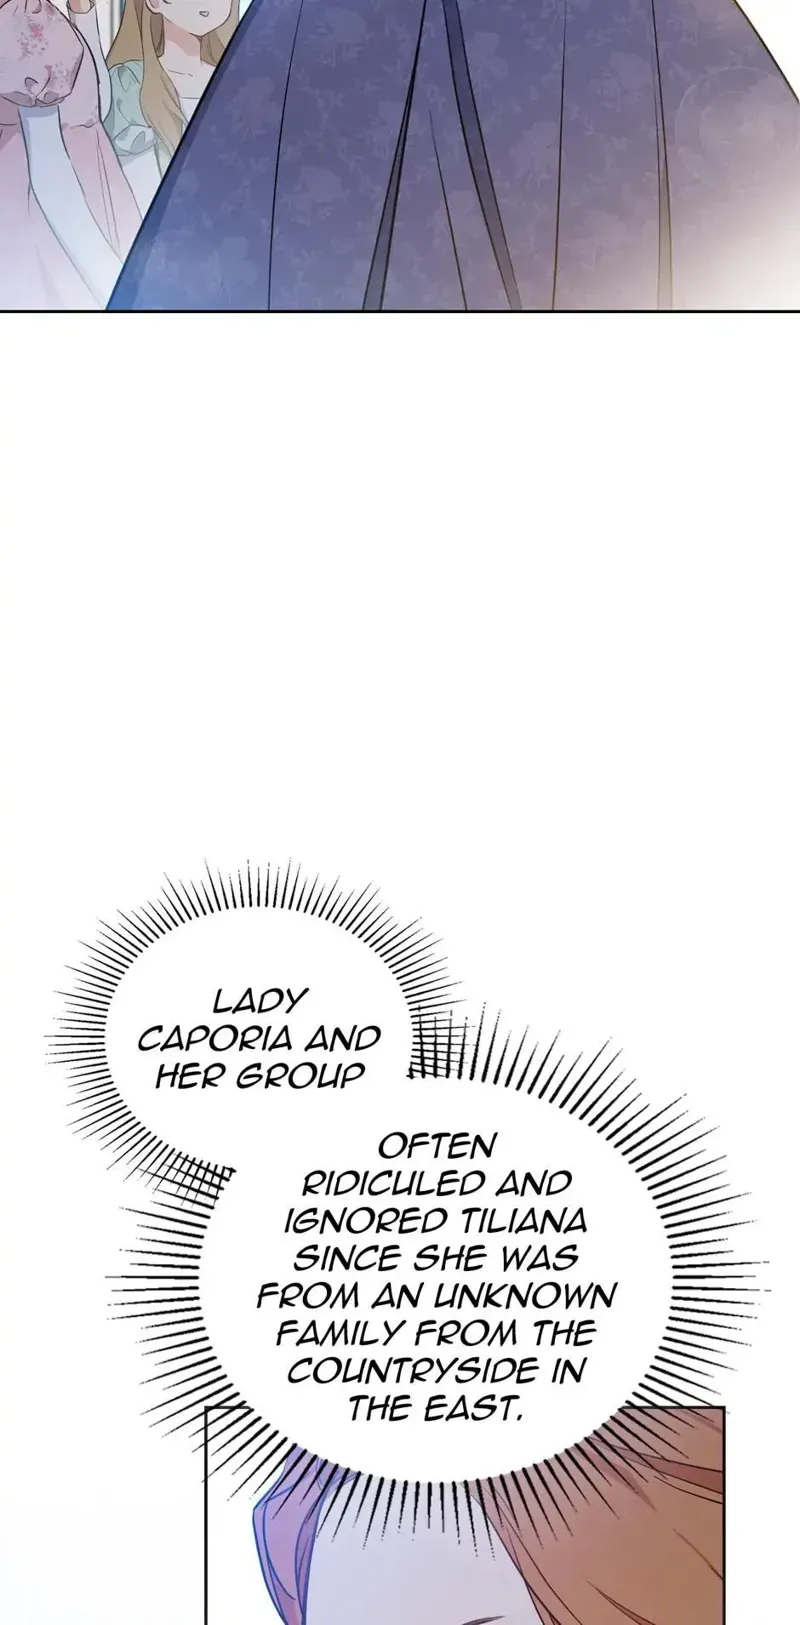 LADY
CAPORIA AND
HER GROUP
OFTEN
RIDICULED AND
IGNORED TILIANA
SINCE SHE WAS
FROM AN UNKNOWN
FAMILY FROM THE
COUNTRYSIDE IN
THE EAST.